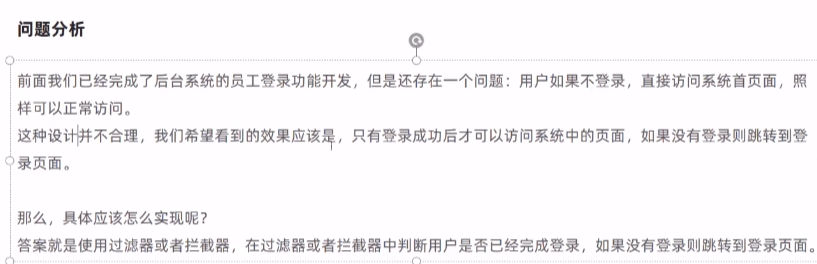 问题分析
前面我们已经完成了后台系统的员工登录功能开发，但是还存在一个问题：用户如果不登录，直接访问系统首页面，照
样可以正常访问。
这种设计并不合理，我们希望看到的效果应该是，只有登录成功后才可以访问系统中的页面，如果没有登录则跳转到登
录页面。
那么，具体应该怎么实现呢？
答案就是使用过滤器或者拦截器，在过滤器或者拦截器中判断用户是否已经完成登录，如果没有登录则跳转到登录页面。